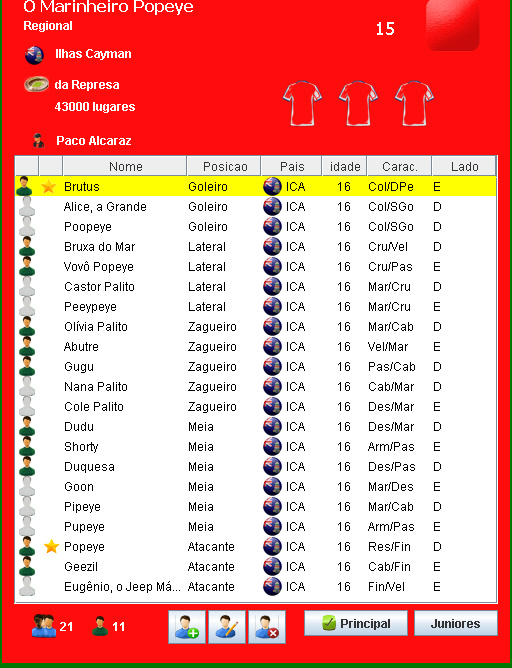 O Marinheiro Popeye
Regional
15
Ilhas Cayman
da Represa
43000 lugares
Paco Alcaraz
Nome Posicao Pais idade Carac. Lado
Brutus Goleiro ICA 16 Col/DPe E
Alice, a Grande Goleiro ICA 16 Col/SGo D
Poopeye Goleiro ICA 16 Col/SGo D
Bruxa do Mar Lateral ICA 16 Cru/Vel D
Vovô Popeye Lateral ICA 16 Cru/Pas E
Castor Palito Lateral ICA 16 Mar/Cru D
Peeypeye Lateral ICA 16 Mar/Cru E
Olívia Palito Zagueiro ICA 16 Mar/Cab D
Abutre Zagueiro ICA 16 Vel/Mar E
Gugu Zagueiro ICA 16 Pas/Cab D
Nana Palito Zagueiro ICA 16 Cab/Mar D
Cole Palito Zagueiro ICA 16 Des/Mar E
Dudu Meia ICA 16 Des/Mar D
Shorty Meia ICA 16 Arm/Pas E
Duquesa Meia ICA 16 Des/Pas D
Goon Meia ICA 16 Mar/Des E
Pipeye Meia ICA 16 Mar/Cab D
Pupeye Meia ICA 16 Arm/Pas E
Popeye Atacante ICA 16 Res/Fin D
Geezil Atacante ICA 16 Cab/Fin E
Eugênio, o Jeep Má... Atacante ICA 16 Fin/Vel E
21 11 Principal Juniores